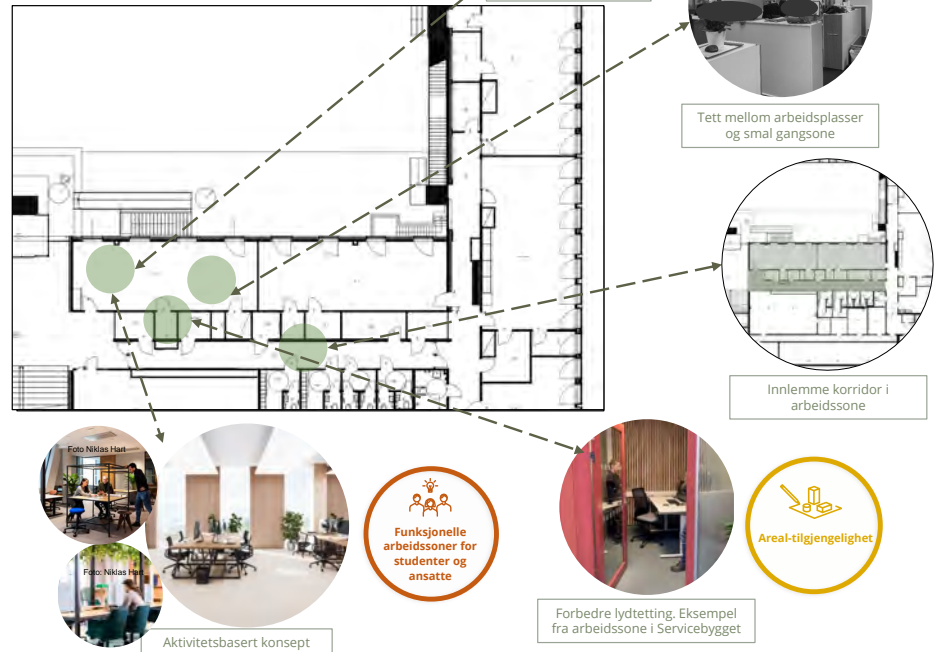 Tett mellom arbeidsplasser
og smal gangsone
Innlemme korridor i
arbeidssone
Foto Niklas Hart
Foto: Niklas Hart
Aktivitetsbasert konsept
Funksjonelle
arbeidssoner for
studenter og
ansatte
Forbedre lydtetting. Eksempel
fra arbeidssone i Servicebygget
Areal-tilgjengelighet